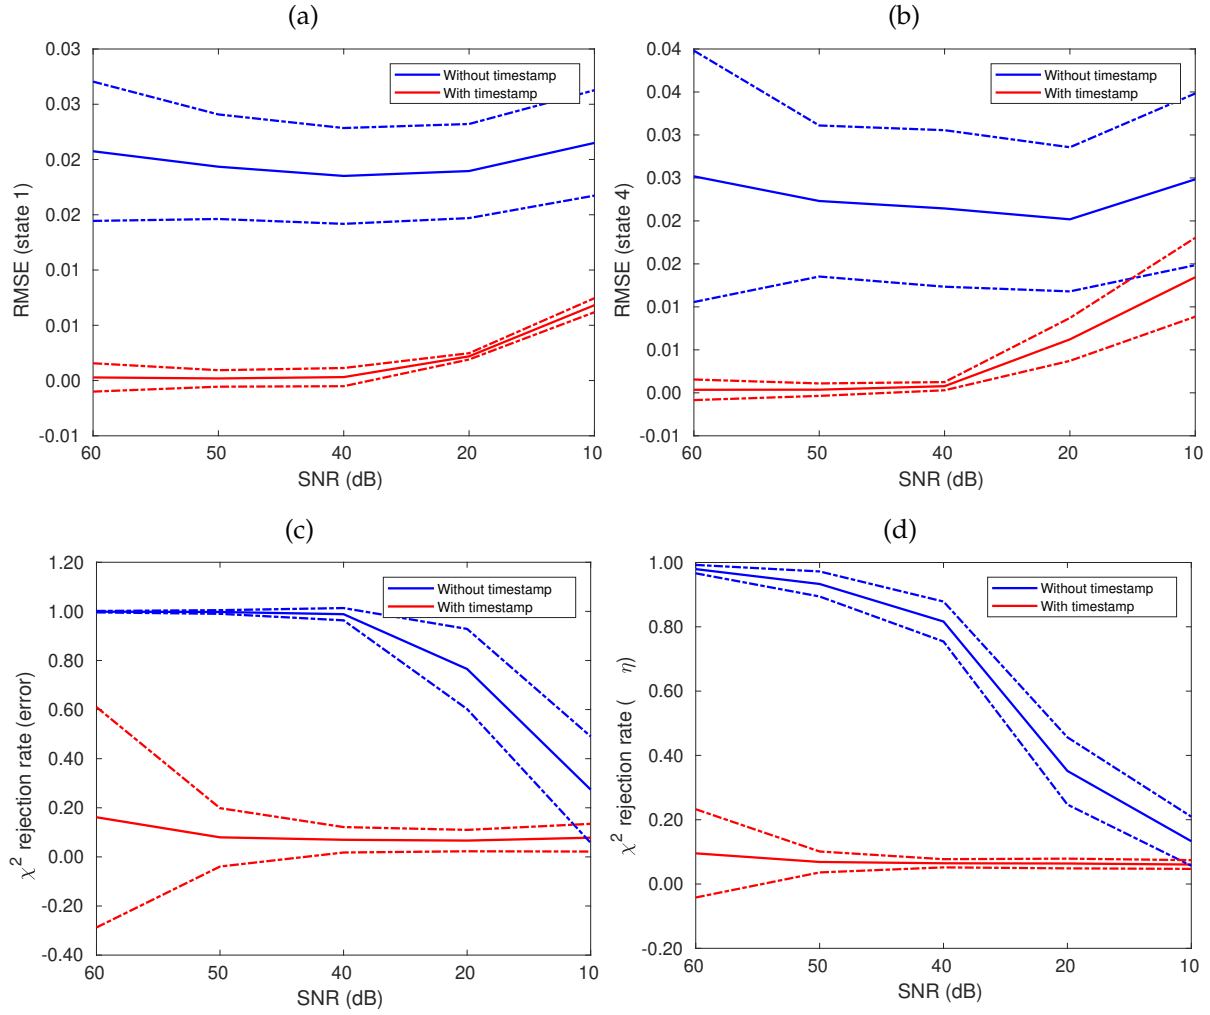 (a)
0.03
0.03
0.02
0.02
0.01
0.01
0.00
-0.01
60 50 40 20 10
RMSE (state 1)
SNR (dB)
Without timestamp
With timestamp
(b)
0.04
0.04
0.03
0.03
0.02
0.02
0.01
0.01
0.00
-0.01
60 50 40 20 10
RMSE (state 4)
SNR (dB)
Without timestamp
With timestamp
(c)
1.20
1.00
0.80
0.60
0.40
0.20
0.00
-0.20
-0.40
60 50 40 20 10
χ² rejection rate (error)
SNR (dB)
Without timestamp
With timestamp
(d)
1.00
0.80
0.60
0.40
0.20
0.00
-0.20
60 50 40 20 10
χ² rejection rate ( η)
SNR (dB)
Without timestamp
With timestamp